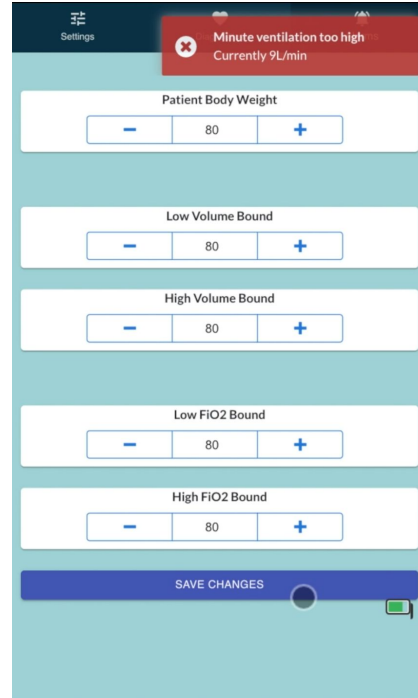 Settings
Minute ventilation too high
Currently 9L/min
Patient Body Weight
− 80 +
Low Volume Bound
− 80 +
High Volume Bound
− 80 +
Low FiO2 Bound
− 80 +
High FiO2 Bound
− 80 +
SAVE CHANGES